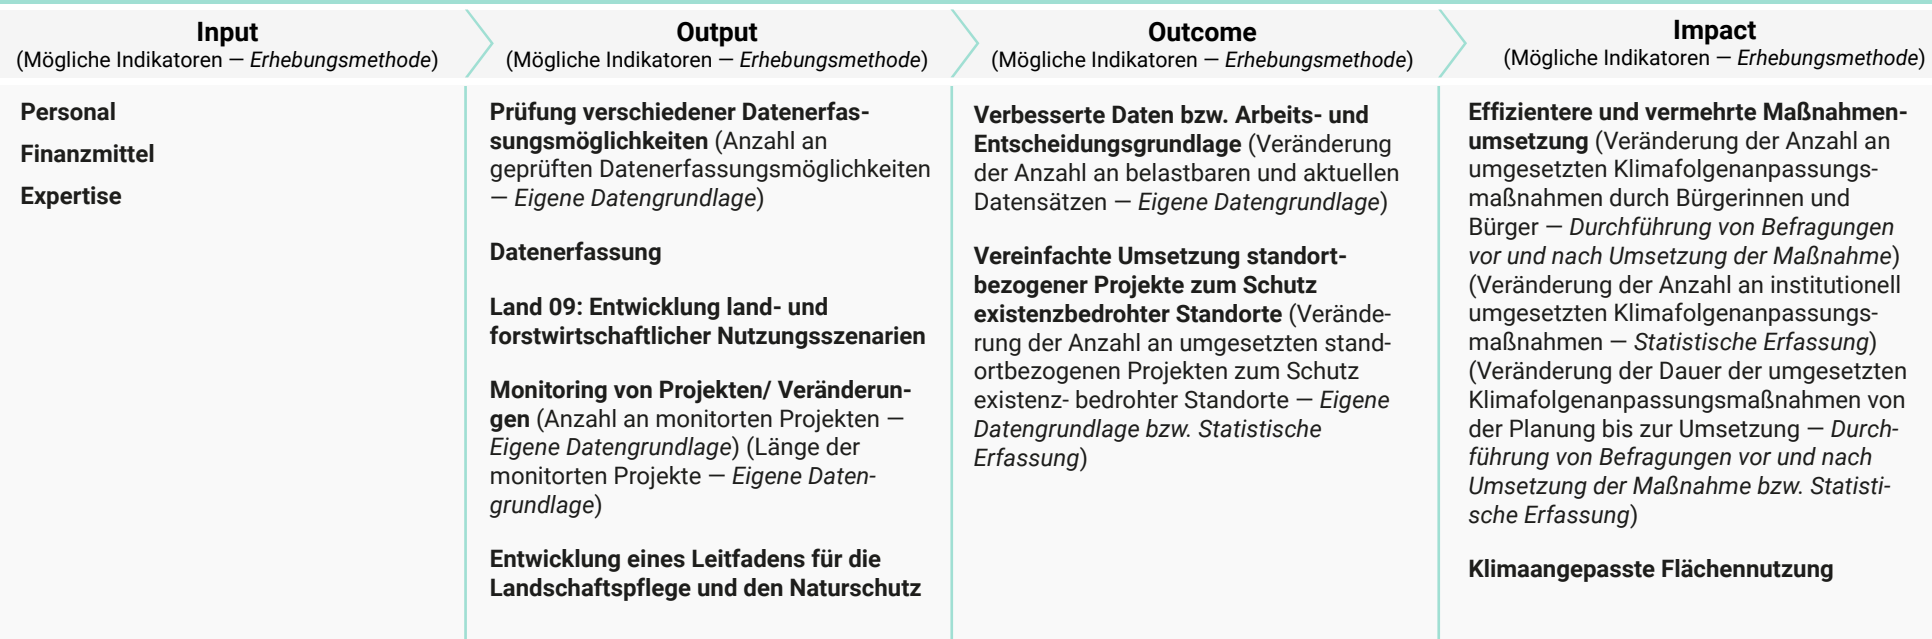 Input
(Mögliche Indikatoren — Erhebungsmethode)
Personal
Finanzmittel
Expertise
Output
(Mögliche Indikatoren — Erhebungsmethode)
Prüfung verschiedener Datenerfas-
sungsmöglichkeiten (Anzahl an
geprüften Datenerfassungsmöglichkeiten
— Eigene Datengrundlage)
Datenerfassung
Land 09: Entwicklung land- und
forstwirtschaftlicher Nutzungsszenarien
Monitoring von Projekten/ Veränderun-
gen (Anzahl an monitorten Projekten —
Eigene Datengrundlage) (Länge der
monitorten Projekte — Eigene Daten-
grundlage)
Entwicklung eines Leitfadens für die
Landschaftspflege und den Naturschutz
Outcome
(Mögliche Indikatoren — Erhebungsmethode)
Verbesserte Daten bzw. Arbeits- und
Entscheidungsgrundlage (Veränderung
der Anzahl an belastbaren und aktuellen
Datensätzen — Eigene Datengrundlage)
Vereinfachte Umsetzung standort-
bezogener Projekte zum Schutz
existenzbedrohter Standorte (Verände-
rung der Anzahl an umgesetzten stand-
ortbezogenen Projekten zum Schutz
existenz- bedrohter Standorte — Eigene
Datengrundlage bzw. Statistische
Erfassung)
Impact
(Mögliche Indikatoren — Erhebungsmethode)
Effizientere und vermehrte Maßnahmen-
umsetzung (Veränderung der Anzahl an
umgesetzten Klimafolgenanpassungs-
maßnahmen durch Bürgerinnen und
Bürger — Durchführung von Befragungen
vor und nach Umsetzung der Maßnahme)
(Veränderung der Anzahl an institutionell
umgesetzten Klimafolgenanpassungs-
maßnahmen — Statistische Erfassung)
(Veränderung der Dauer der umgesetzten
Klimafolgenanpassungsmaßnahmen von
der Planung bis zur Umsetzung — Durch-
führung von Befragungen vor und nach
Umsetzung der Maßnahme bzw. Statisti-
sche Erfassung)
Klimaangepasste Flächennutzung